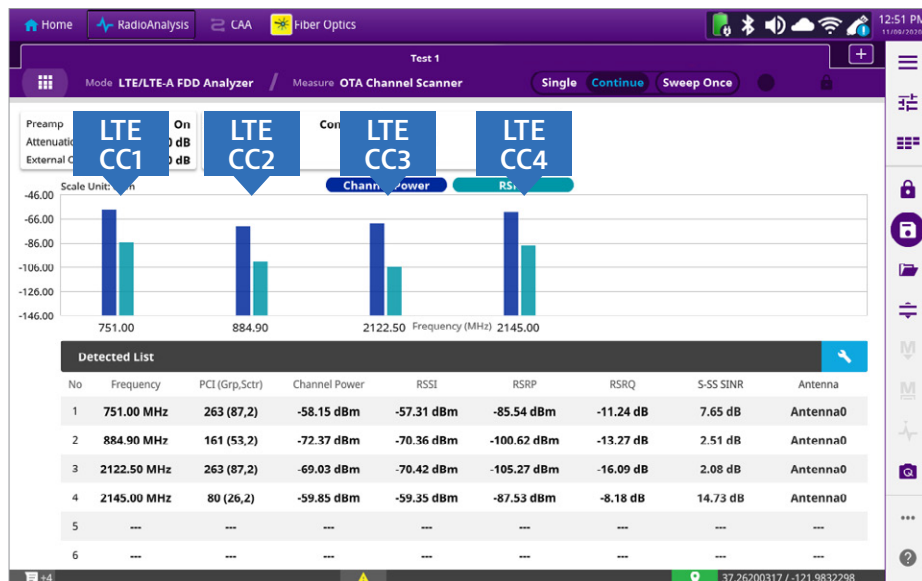 Home RadioAnalysis CAA Fiber Optics 12:51 PM
11/09/2020
Test 1
Mode LTE/LTE-A FDD Analyzer / Measure OTA Channel Scanner Single Continue Sweep Once
Preamp On
LTE CC1
LTE CC2
LTE CC3
LTE CC4
dB
External dB
Scale Unit:
Channel Power
-46.00
-66.00
-86.00
-106.00
-126.00
-146.00
751.00 884.90 2122.50 Frequency (MHz) 2145.00
Detected List
No Frequency PCI (Grp,Sctr) Channel Power RSSI RSRP RSRQ S-SS SINR Antenna
1 751.00 MHz 263 (87,2) -58.15 dBm -57.31 dBm -85.54 dBm -11.24 dB 7.65 dB Antenna0
2 884.90 MHz 161 (53,2) -72.37 dBm -70.36 dBm -100.62 dBm -13.27 dB 2.51 dB Antenna0
3 2122.50 MHz 263 (87,2) -69.03 dBm -70.42 dBm -105.27 dBm -16.09 dB 2.08 dB Antenna0
4 2145.00 MHz 80 (26,2) -59.85 dBm -59.35 dBm -87.53 dBm -8.18 dB 14.73 dB Antenna0
5 --- --- --- --- --- --- --- ---
6 --- --- --- --- --- --- --- ---
+4 37.26200317 / -121.9832298